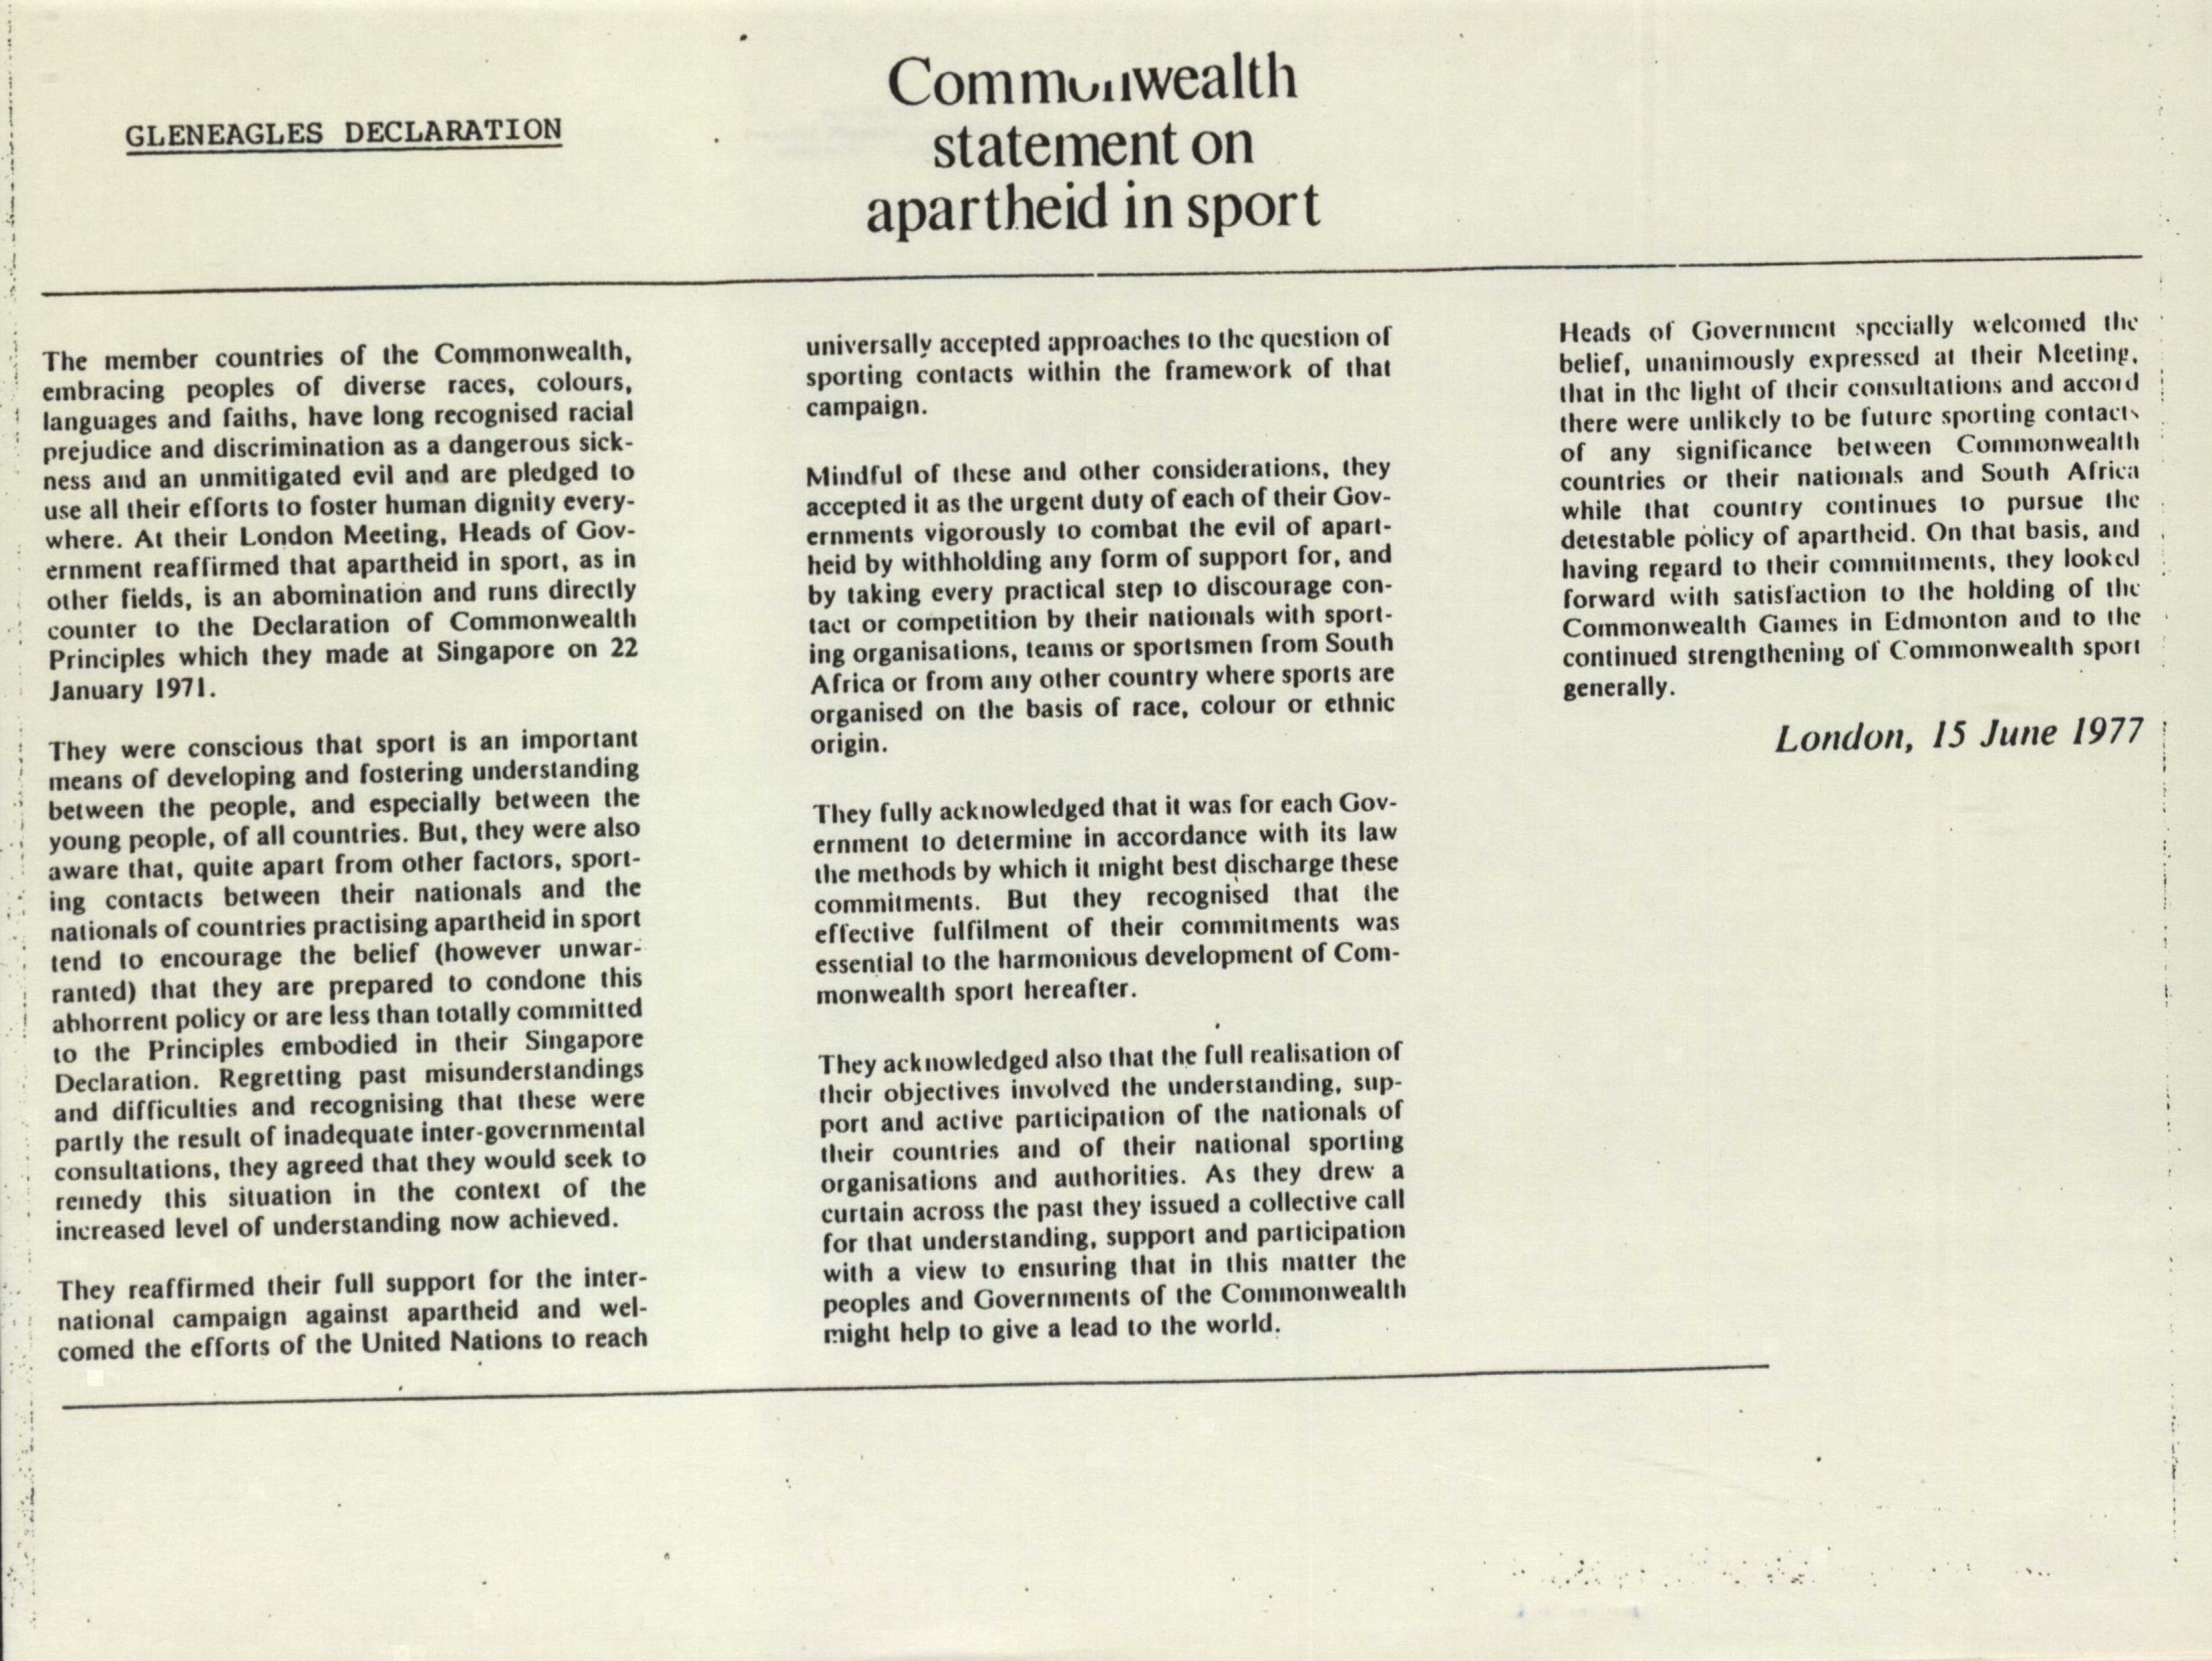 GLENEAGLES DECLARATION
Commonwealth
statement on
apartheid in sport
The member countries of the Commonwealth,
embracing peoples of diverse races, colours,
languages and faiths, have long recognised racial
prejudice and discrimination as a dangerous sick-
ness and an unmitigated evil and are pledged to
use all their efforts to foster human dignity every-
where. At their London Meeting, Heads of Gov-
ernment reaffirmed that apartheid in sport, as in
other fields, is an abomination and runs directly
counter to the Declaration of Commonwealth
Principles which they made at Singapore on 22
January 1971.
They were conscious that sport is an important
means of developing and fostering understanding
between the people, and especially between the
young people, of all countries. But, they were also
aware that, quite apart from other factors, sport-
ing contacts between their nationals and the
nationals of countries practising apartheid in sport
tend to encourage the belief (however unwar-
ranted) that they are prepared to condone this
abhorrent policy or are less than totally committed
to the Principles embodied in their Singapore
Declaration. Regretting past misunderstandings
and difficulties and recognising that these were
partly the result of inadequate inter-governmental
consultations, they agreed that they would seek to
remedy this situation in the context of the
increased level of understanding now achieved.
They reaffirmed their full support for the inter-
national campaign against apartheid and wel-
comed the efforts of the United Nations to reach
universally accepted approaches to the question of
sporting contacts within the framework of that
campaign.
Mindful of these and other considerations, they
accepted it as the urgent duty of each of their Gov-
ernments vigorously to combat the evil of apart-
heid by withholding any form of support for, and
by taking every practical step to discourage con-
tact or competition by their nationals with sport-
ing organisations, teams or sportsmen from South
Africa or from any other country where sports are
organised on the basis of race, colour or ethnic
origin.
They fully acknowledged that it was for each Gov-
ernment to determine in accordance with its law
the methods by which it might best discharge these
commitments. But they recognised that the
effective fulfilment of their commitments was
essential to the harmonious development of Com-
monwealth sport hereafter.
They acknowledged also that the full realisation of
their objectives involved the understanding, sup-
port and active participation of the nationals of
their countries and of their national sporting
organisations and authorities. As they drew a
curtain across the past they issued a collective call
for that understanding, support and participation
with a view to ensuring that in this matter the
peoples and Governments of the Commonwealth
might help to give a lead to the world.
Heads of Government specially welcomed the
belief, unanimously expressed at their Meeting,
that in the light of their consultations and accord
there were unlikely to be future sporting contacts
of any significance between Commonwealth
countries or their nationals and South Africa
while that country continues to pursue the
detestable policy of apartheid. On that basis, and
having regard to their commitments, they looked
forward with satisfaction to the holding of the
Commonwealth Games in Edmonton and to the
continued strengthening of Commonwealth sport
generally.
London, 15 June 1977